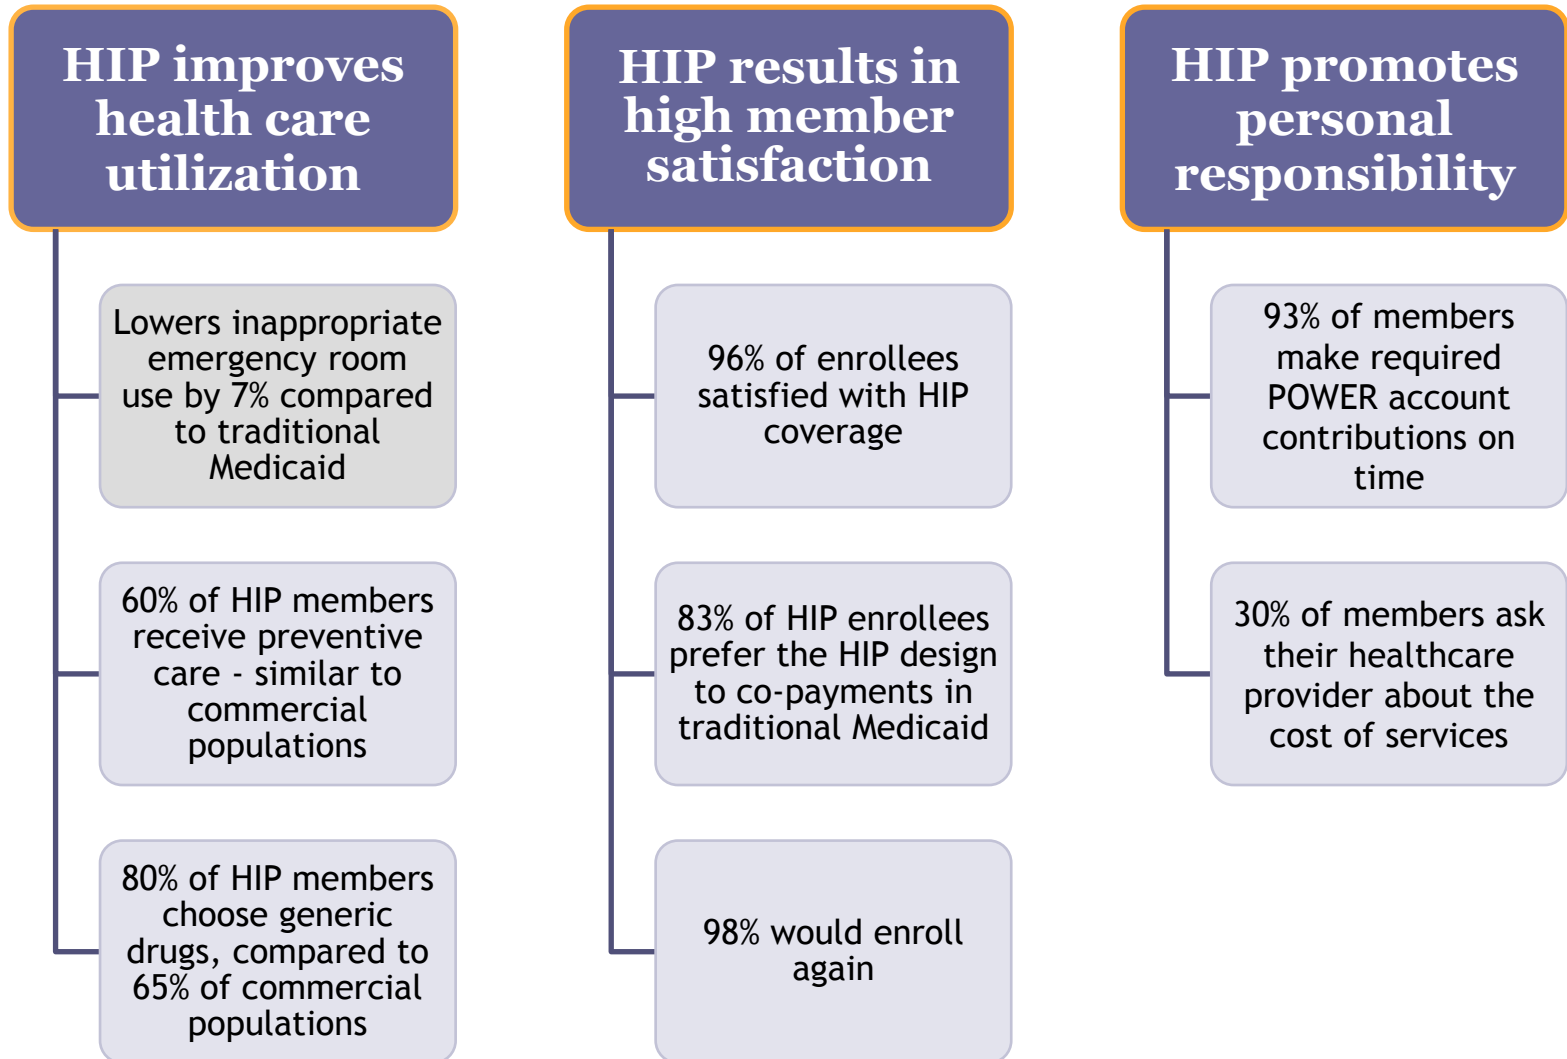 HIP improves
health care
utilization
Lowers inappropriate
emergency room
use by 7% compared
to traditional
Medicaid
60% of HIP members
receive preventive
care - similar to
commercial
populations
80% of HIP members
choose generic
drugs, compared to
65% of commercial
populations
HIP results in
high member
satisfaction
96% of enrollees
satisfied with HIP
coverage
83% of HIP enrollees
prefer the HIP design
to co-payments in
traditional Medicaid
98% would enroll
again
HIP promotes
personal
responsibility
93% of members
make required
POWER account
contributions on
time
30% of members ask
their healthcare
provider about the
cost of services